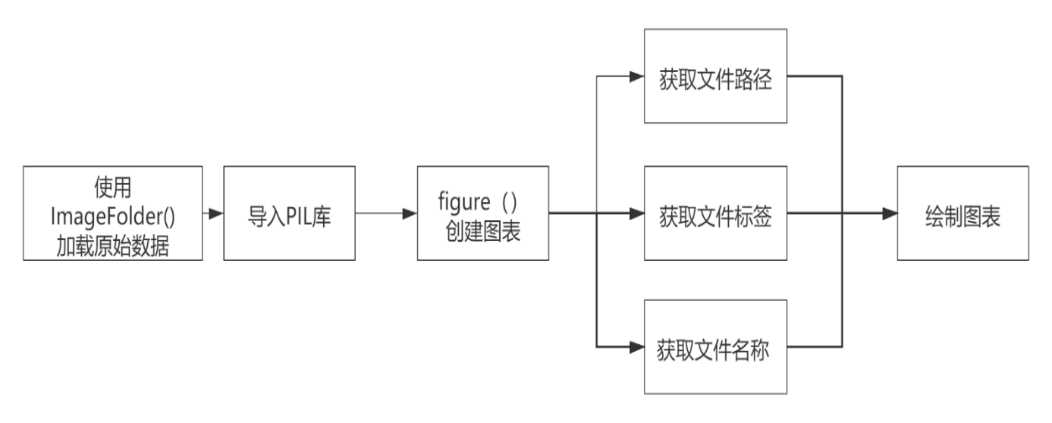 使用
ImageFolder()
加载原始数据
导入PIL库
figure（）
创建图表
获取文件路径
获取文件标签
获取文件名称
绘制图表